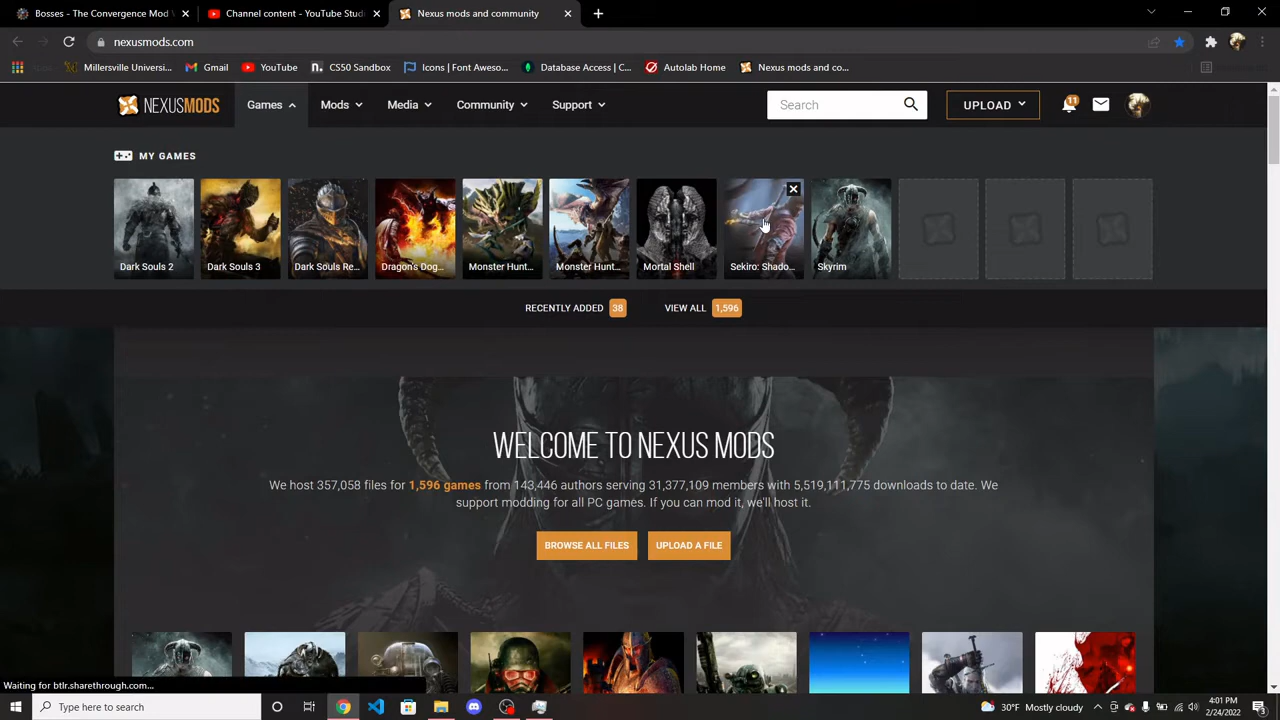 Bosses - The Convergence Mod
Channel content - YouTube Stud
Nexus mods and community
nexusmods.com
Millersville Universi...
Gmail
YouTube
CS50 Sandbox
Icons | Font Aweso...
Database Access | C...
Autolab Home
Nexus mods and co...
NEXUSMODS
Games
Mods
Media
Community
Support
Search
UPLOAD
11
MY GAMES
Dark Souls 2
Dark Souls 3
Dark Souls Re...
Dragon's Dog...
Monster Hunt...
Monster Hunt...
Mortal Shell
Sekiro: Shado...
Skyrim
RECENTLY ADDED 38
VIEW ALL 1,596
WELCOME TO NEXUS MODS
We host 357,058 files for 1,596 games from 143,446 authors serving 31,377,109 members with 5,519,111,775 downloads to date. We
support modding for all PC games. If you can mod it, we'll host it.
BROWSE ALL FILES
UPLOAD A FILE
Waiting for btlr.sharethrough.com...
Type here to search
30°F Mostly cloudy
4:01 PM
2/24/2022
3